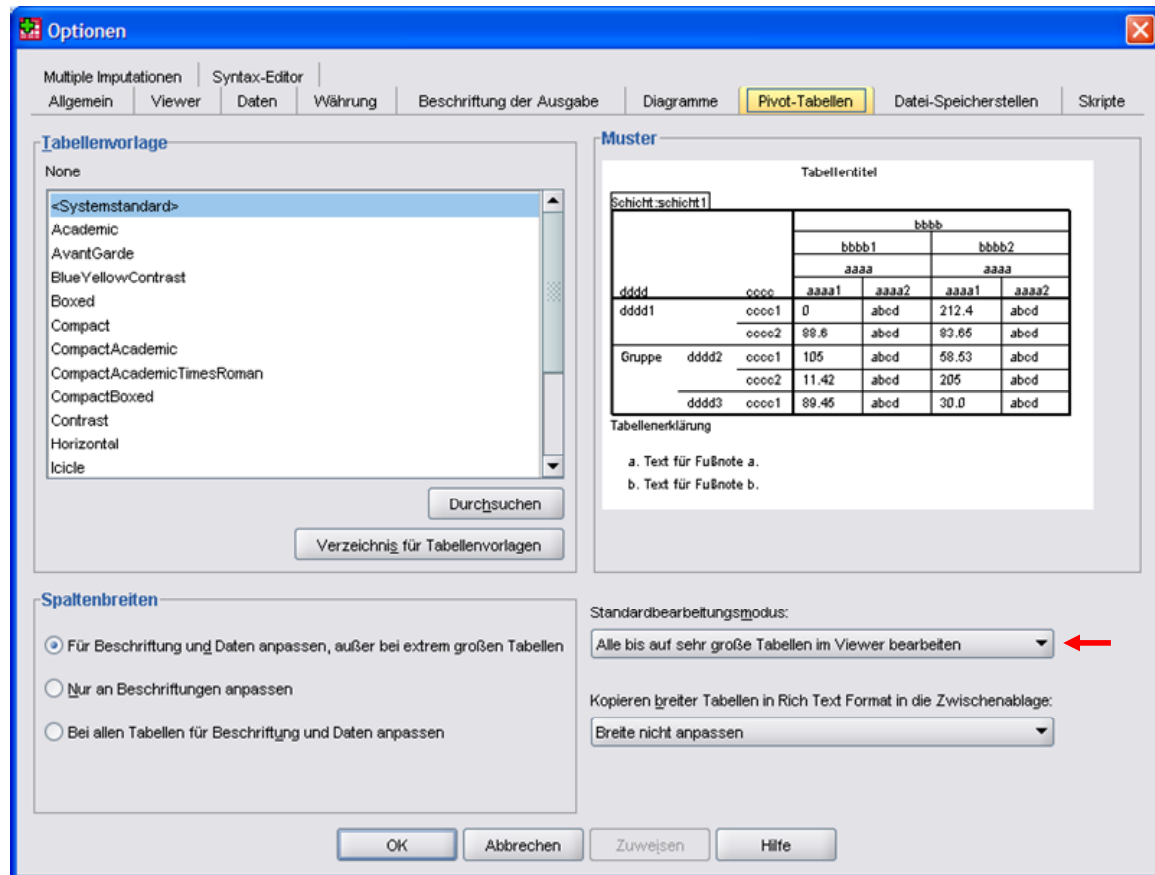 Optionen
Multiple Imputationen Syntax-Editor
Allgemein Viewer Daten Währung Beschriftung der Ausgabe Diagramme Pivot-Tabellen Datei-Speicherstellen Skripte
Tabellenvorlage
None
<Systemstandard>
Academic
AvantGarde
BlueYellowContrast
Boxed
Compact
CompactAcademic
CompactAcademicTimesRoman
CompactBoxed
Contrast
Horizontal
Icicle
Durchsuchen
Verzeichnis für Tabellenvorlagen
Muster
Tabellentitel
Schicht:schicht1
bbbb
bbbb1 bbbb2
aaaa aaaa
dddd cccc aaaa1 aaaa2 aaaa1 aaaa2
dddd1 cccc1 0 abcd 212.4 abcd
cccc2 88.6 abcd 83.65 abcd
Gruppe dddd2 cccc1 105 abcd 58.53 abcd
cccc2 11.42 abcd 205 abcd
dddd3 cccc1 89.45 abcd 30.0 abcd
Tabellenerklärung
a. Text für Fußnote a.
b. Text für Fußnote b.
Spaltenbreiten
Für Beschriftung und Daten anpassen, außer bei extrem großen Tabellen
Nur an Beschriftungen anpassen
Bei allen Tabellen für Beschriftung und Daten anpassen
Standardbearbeitungsmodus:
Alle bis auf sehr große Tabellen im Viewer bearbeiten
Kopieren breiter Tabellen in Rich Text Format in die Zwischenablage:
Breite nicht anpassen
OK Abbrechen Zuweisen Hilfe